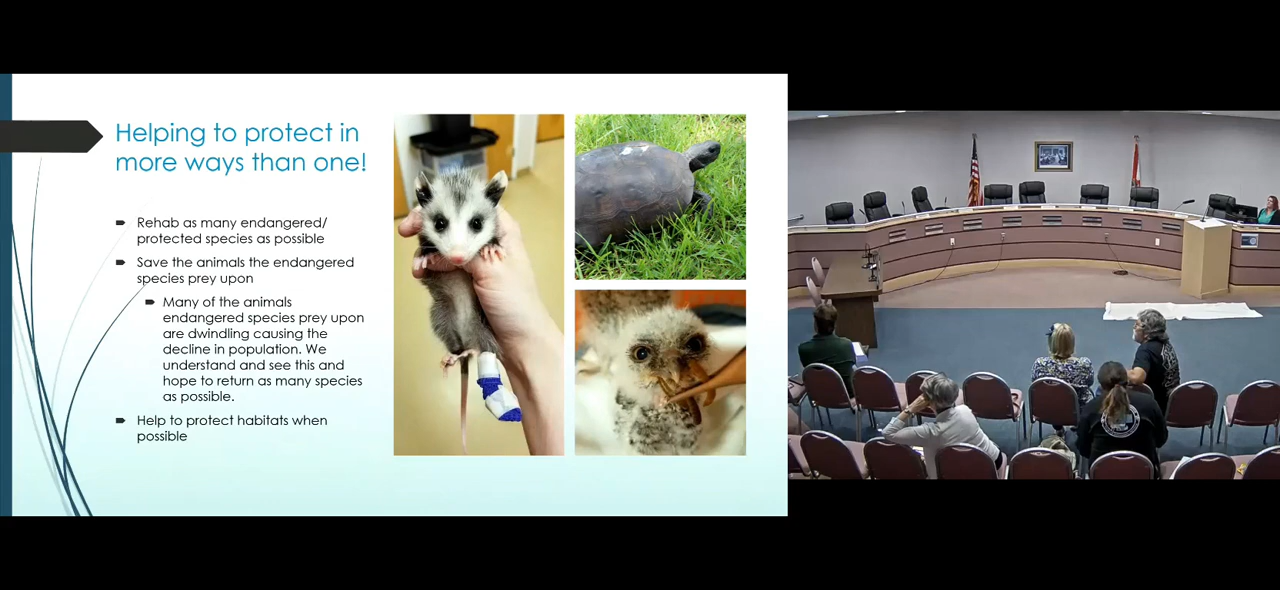 Helping to protect in
more ways than one!
Rehab as many endangered/
protected species as possible
Save the animals the endangered
species prey upon
Many of the animals
endangered species prey upon
are dwindling causing the
decline in population. We
understand and see this and
hope to return as many species
as possible.
Help to protect habitats when
possible